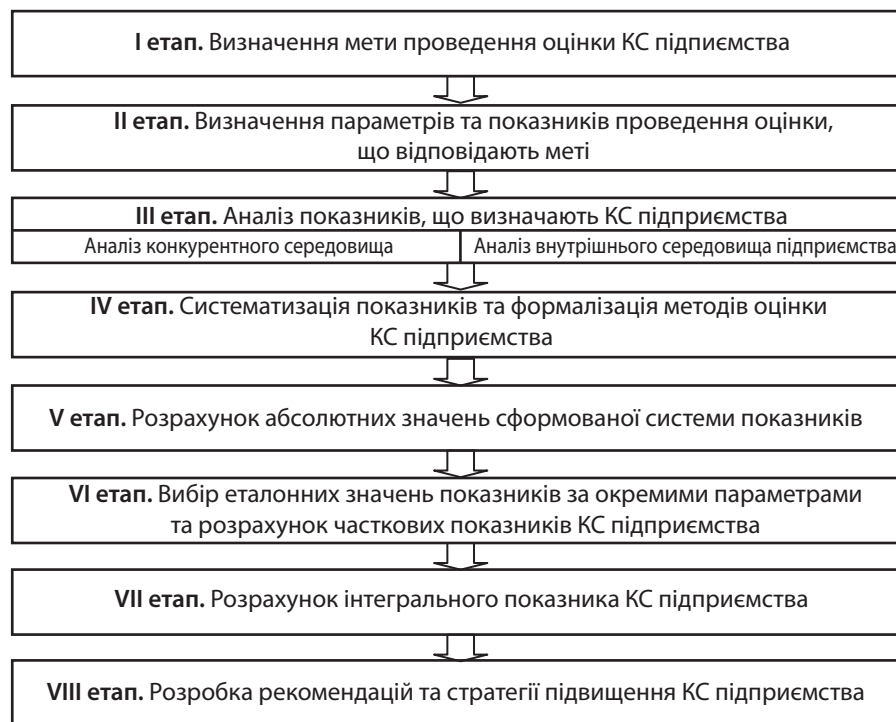 I етап. Визначення мети проведення оцінки КС підпиємства
II етап. Визначення параметрів та показників проведення оцінки,
що відповідають меті
III етап. Аналіз показників, що визначають КС підприємства
Аналіз конкурентного середовища
Аналіз внутрішнього середовища підприємства
IV етап. Систематизація показників та формалізація методів оцінки
КС підприємства
V етап. Розрахунок абсолютних значень сформованої системи показників
VI етап. Вибір еталонних значень показників за окремими параметрами
та розрахунок часткових показників КС підприємства
VII етап. Розрахунок інтегрального показника КС підприємства
VIII етап. Розробка рекомендацій та стратегії підвищення КС підприємства